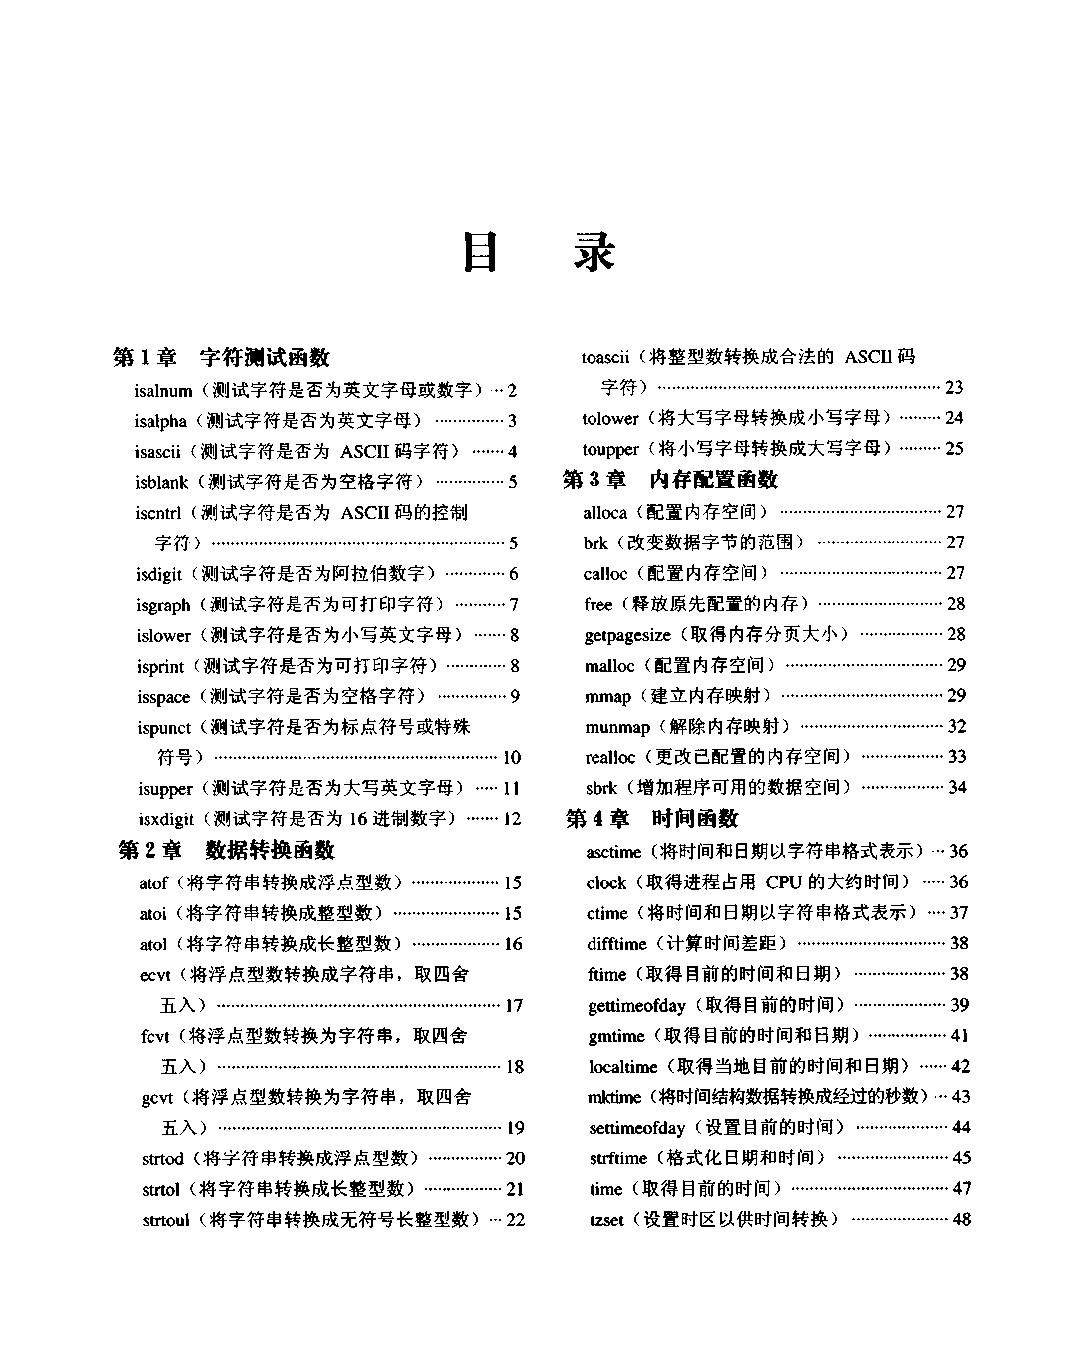 目 录
第 1 章 字符测试函数
isalnum（测试字符是否为英文字母或数字）…2
isalpha（测试字符是否为英文字母）……………3
isascii（测试字符是否为 ASCII 码字符）……4
isblank（测试字符是否为空格字符）……………5
iscntrl（测试字符是否为 ASCII 码的控制
字符）……………………………………………5
isdigit（测试字符是否为阿拉伯数字）…………6
isgraph（测试字符是否为可打印字符）…………7
islower（测试字符是否为小写英文字母）……8
isprint（测试字符是否为可打印字符）…………8
isspace（测试字符是否为空格字符）……………9
ispunct（测试字符是否为标点符号或特殊
符号）……………………………………………10
isupper（测试字符是否为大写英文字母）……11
isxdigit（测试字符是否为 16 进制数字）……12
第 2 章 数据转换函数
atof（将字符串转换成浮点型数）………………15
atoi（将字符串转换成整型数）…………………15
atol（将字符串转换成长整型数）………………16
ecvt（将浮点型数转换成字符串，取四舍
五入）……………………………………………17
fcvt（将浮点型数转换为字符串，取四舍
五入）……………………………………………18
gcvt（将浮点型数转换为字符串，取四舍
五入）……………………………………………19
strtod（将字符串转换成浮点型数）……………20
strtol（将字符串转换成长整型数）……………21
strtoul（将字符串转换成无符号长整型数）…22
toascii（将整型数转换成合法的 ASCII 码
字符）……………………………………………23
tolower（将大写字母转换成小写字母）………24
toupper（将小写字母转换成大写字母）………25
第 3 章 内存配置函数
alloca（配置内存空间）…………………………27
brk（改变数据字节的范围）……………………27
calloc（配置内存空间）…………………………27
free（释放原先配置的内存）……………………28
getpagesize（取得内存分页大小）………………28
malloc（配置内存空间）…………………………29
mmap（建立内存映射）…………………………29
munmap（解除内存映射）………………………32
realloc（更改已配置的内存空间）………………33
sbrk（增加程序可用的数据空间）………………34
第 4 章 时间函数
asctime（将时间和日期以字符串格式表示）…36
clock（取得进程占用 CPU 的大约时间）……36
ctime（将时间和日期以字符串格式表示）……37
difftime（计算时间差距）………………………38
ftime（取得目前的时间和日期）………………38
gettimeofday（取得目前的时间）………………39
gmtime（取得目前的时间和日期）……………41
localtime（取得当地目前的时间和日期）……42
mktime（将时间结构数据转换成经过的秒数）…43
settimeofday（设置目前的时间）………………44
strftime（格式化日期和时间）…………………45
time（取得目前的时间）…………………………47
tzset（设置时区以供时间转换）………………48